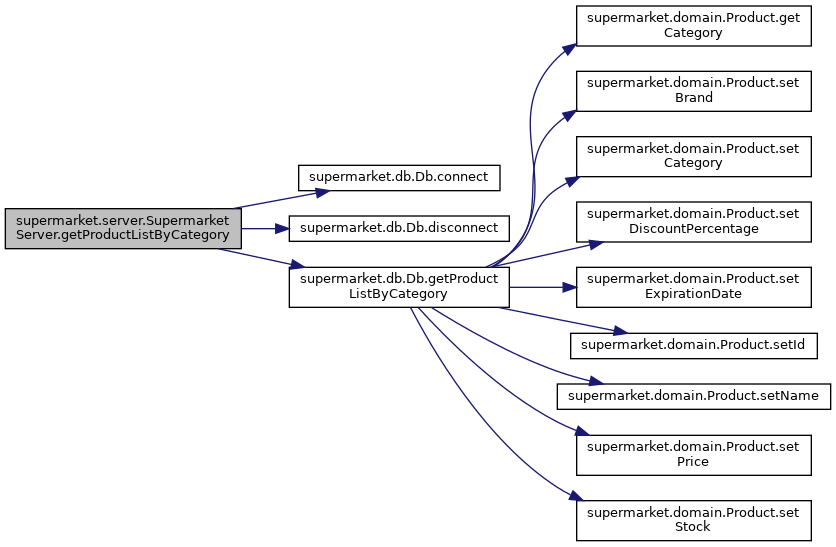 supermarket.server.Supermarket
Server.getProductListByCategory
supermarket.db.Db.connect
supermarket.db.Db.disconnect
supermarket.db.Db.getProduct
ListByCategory
supermarket.domain.Product.get
Category
supermarket.domain.Product.set
Brand
supermarket.domain.Product.set
Category
supermarket.domain.Product.set
DiscountPercentage
supermarket.domain.Product.set
ExpirationDate
supermarket.domain.Product.setId
supermarket.domain.Product.setName
supermarket.domain.Product.set
Price
supermarket.domain.Product.set
Stock